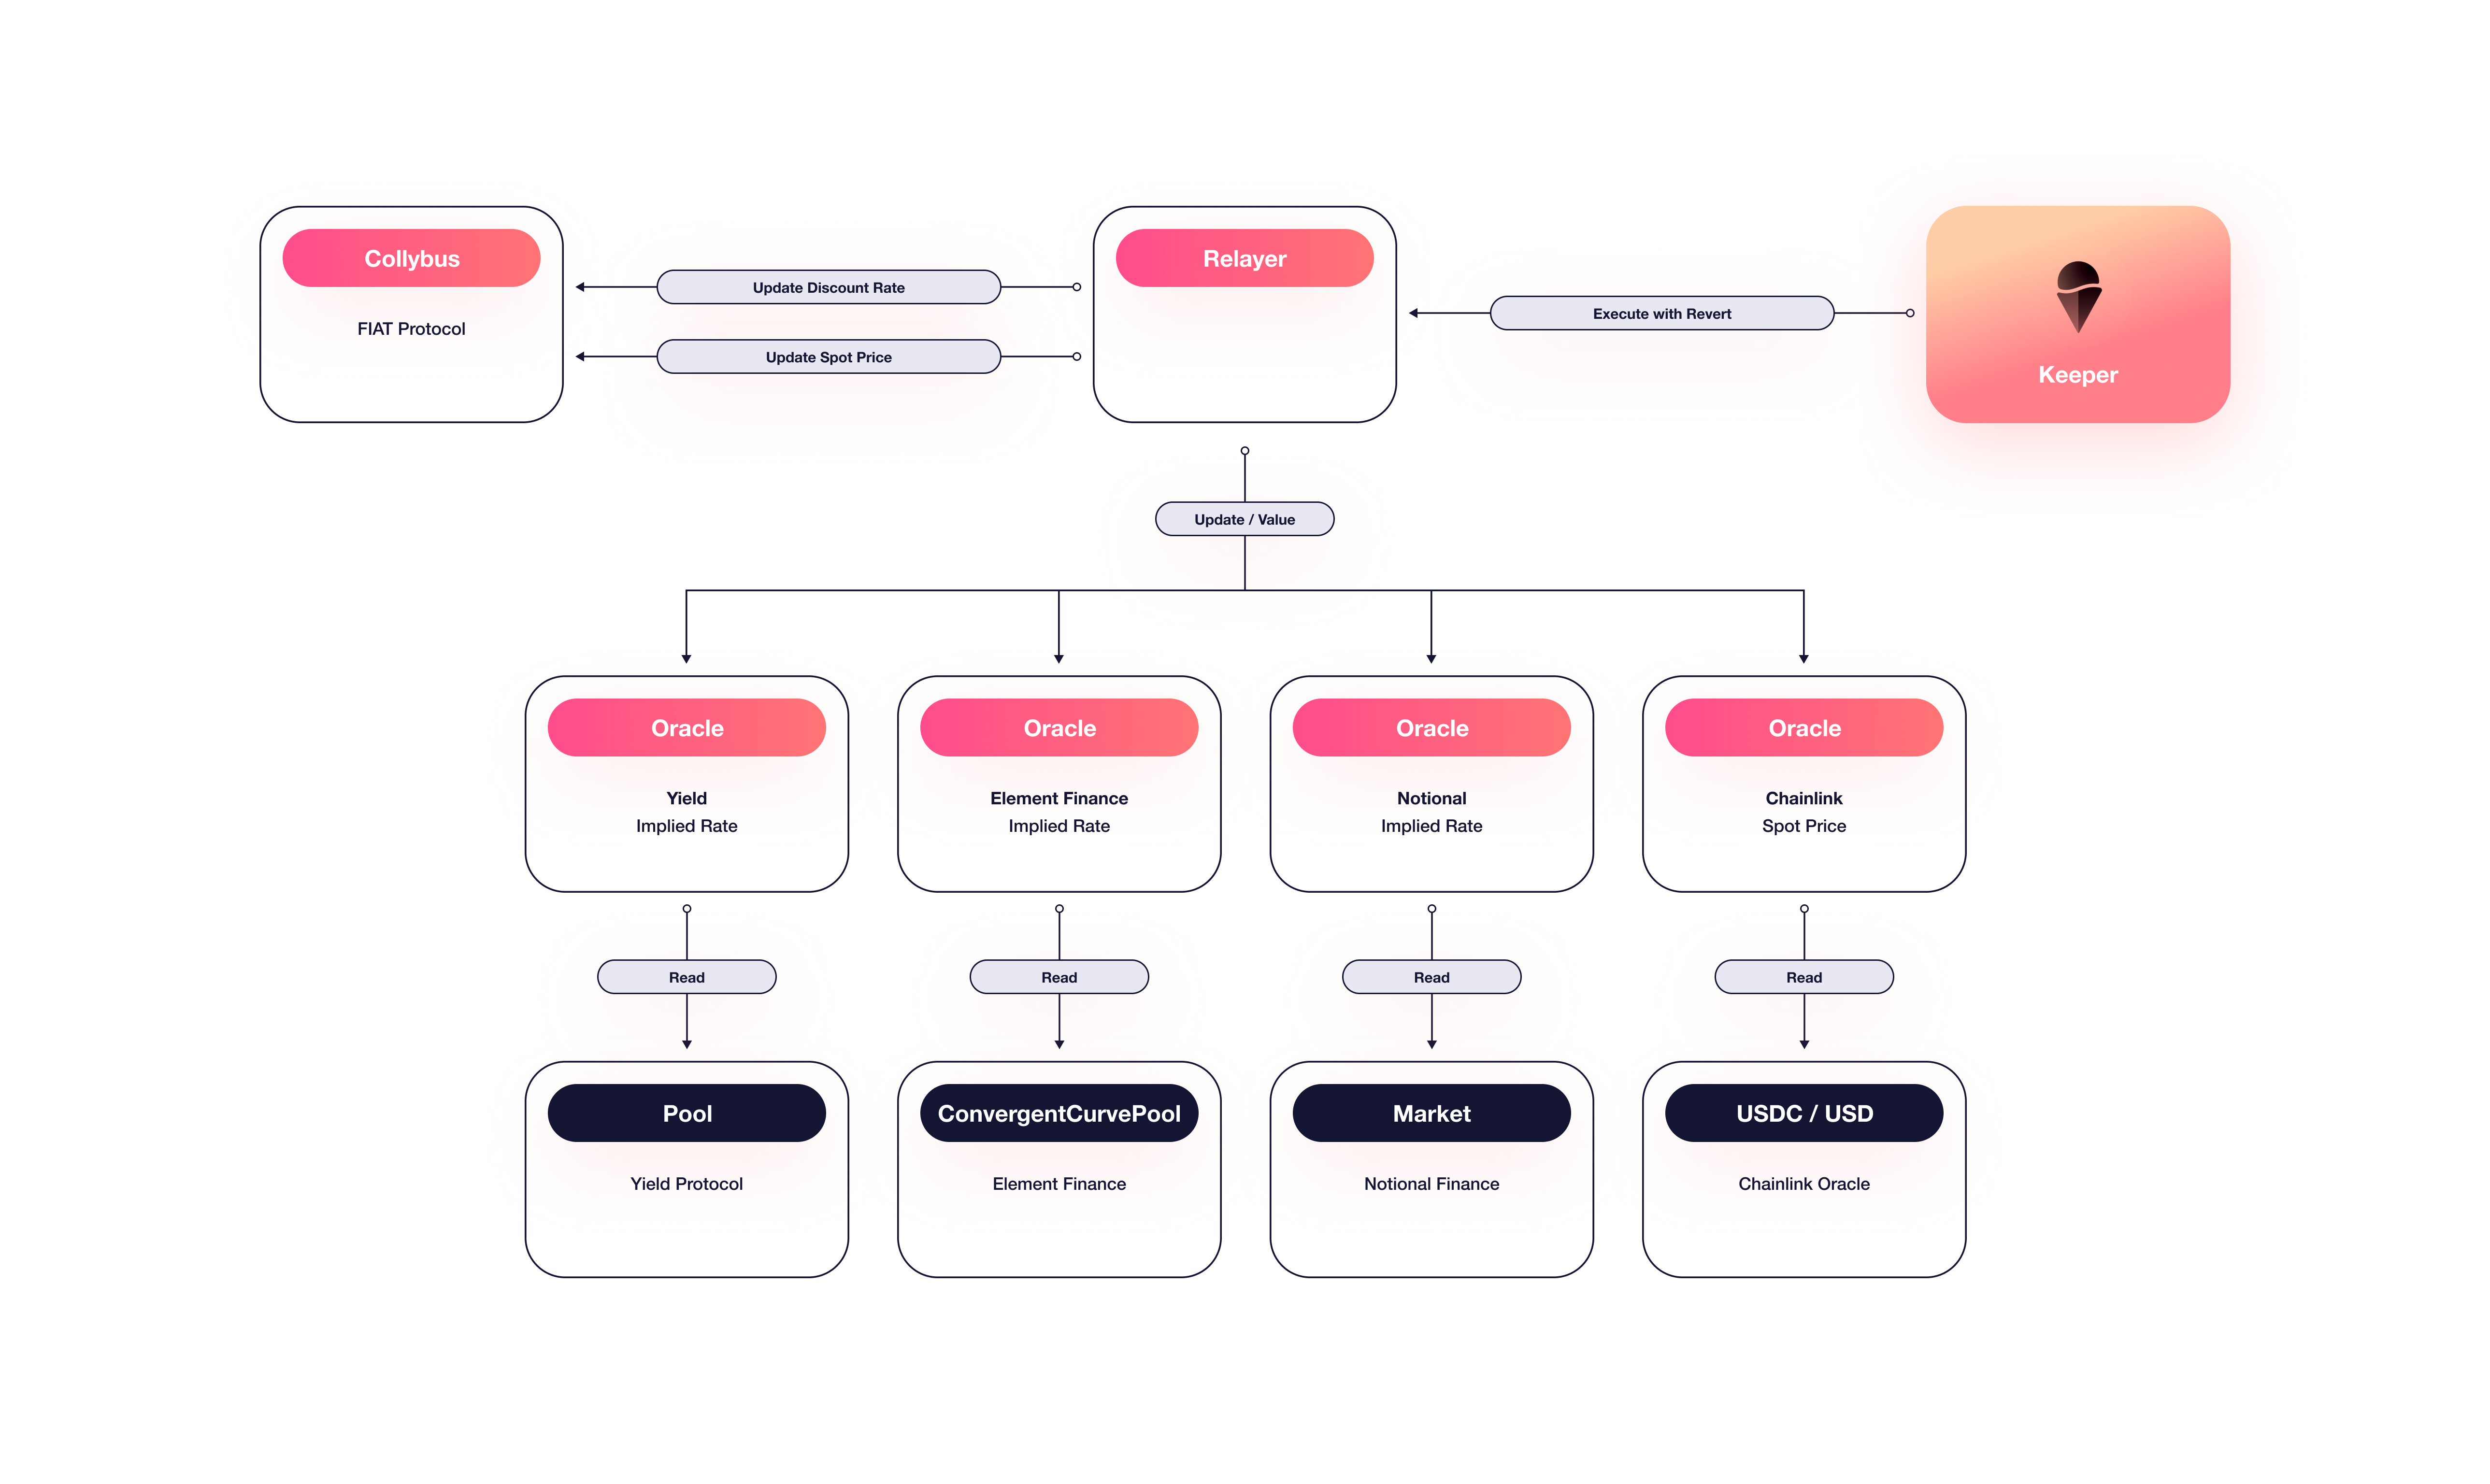 Collybus
FIAT Protocol
Update Discount Rate
Update Spot Price
Relayer
Execute with Revert
Keeper
Update / Value
Oracle
Yield
Implied Rate
Oracle
Element Finance
Implied Rate
Oracle
Notional
Implied Rate
Oracle
Chainlink
Spot Price
Read
Read
Read
Read
Pool
Yield Protocol
ConvergentCurvePool
Element Finance
Market
Notional Finance
USDC / USD
Chainlink Oracle